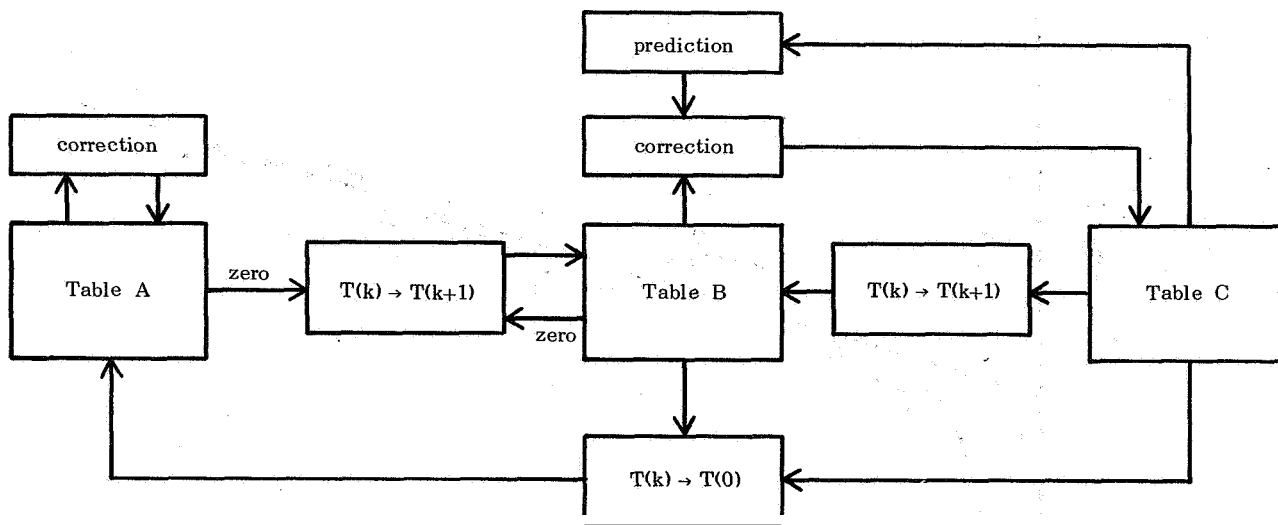 prediction
correction
correction
Table A
zero
T(k) → T(k+1)
zero
Table B
T(k) → T(k+1)
Table C
T(k) → T(0)